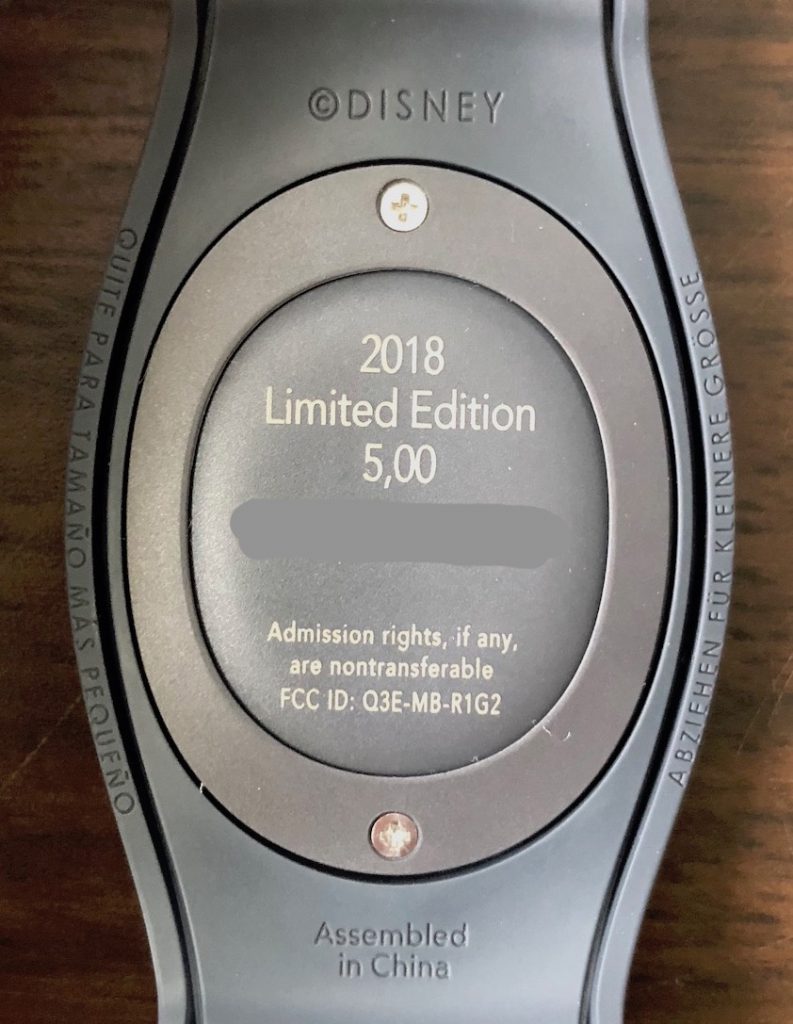 ©DISNEY
QUITE PARA TAMAÑO MÁS PEQUEÑO
2018
Limited Edition
5,00
Admission rights, if any,
are nontransferable
FCC ID: Q3E-MB-R1G2
ABZIEHEN FÜR KLEINERE GRÖSSE
Assembled
in China